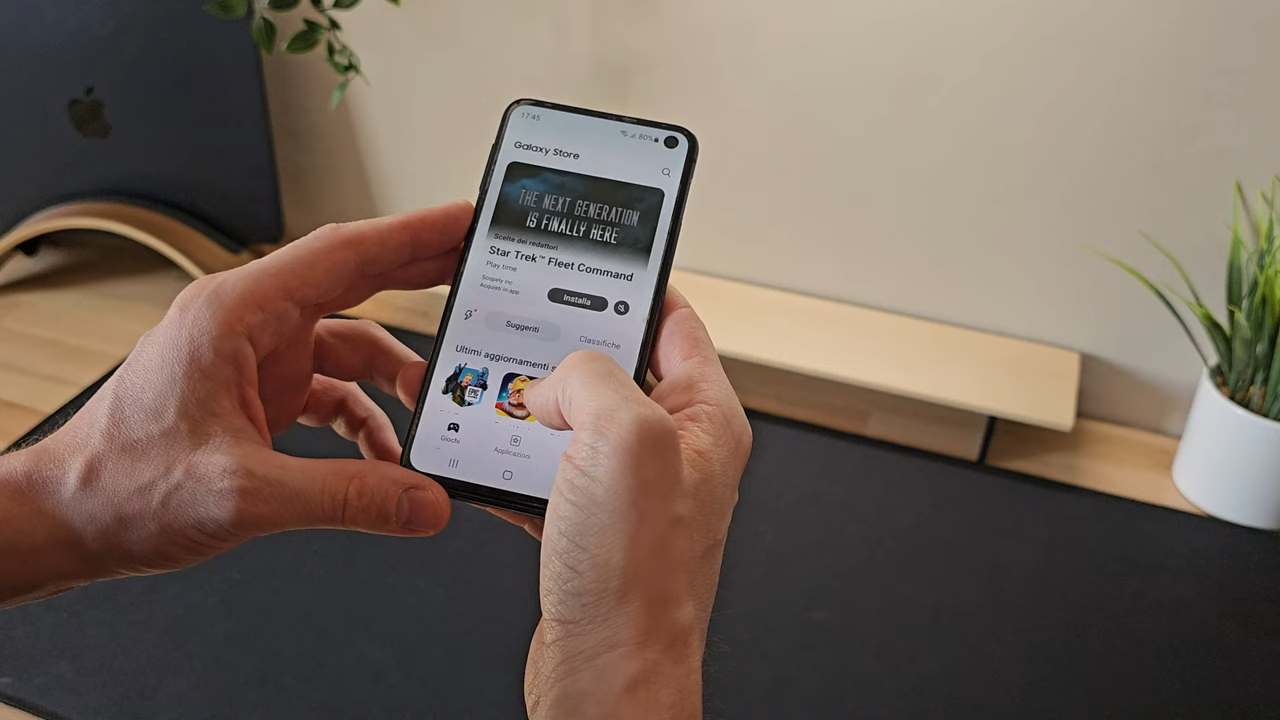 17:45
80%
Galaxy Store
THE NEXT GENERATION
IS FINALLY HERE
Scelte dei redattori
Star Trek™ Fleet Command
Play time
Scopely Inc
Acquisti in-app
Installa
Suggeriti
Classifiche
Ultimi aggiornamenti s
EPIC
Giochi
Applicazioni